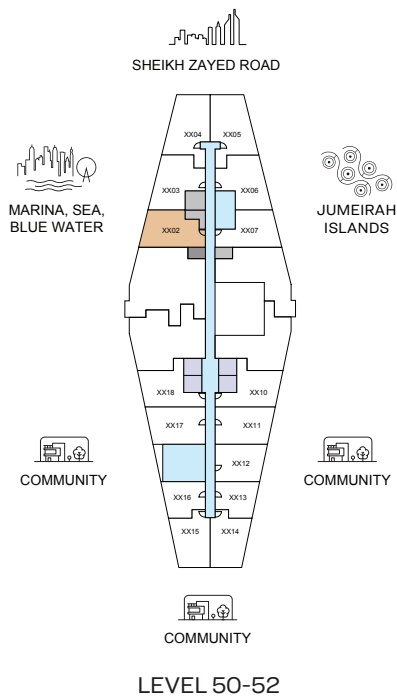 SHEIKH ZAYED ROAD
XX04 XX05
MARINA, SEA,
BLUE WATER
XX03 XX06
JUMEIRAH
ISLANDS
XX02 XX07
XX18 XX10
XX17 XX11
XX12
COMMUNITY
COMMUNITY
XX16 XX13
XX15 XX14
COMMUNITY
LEVEL 50-52